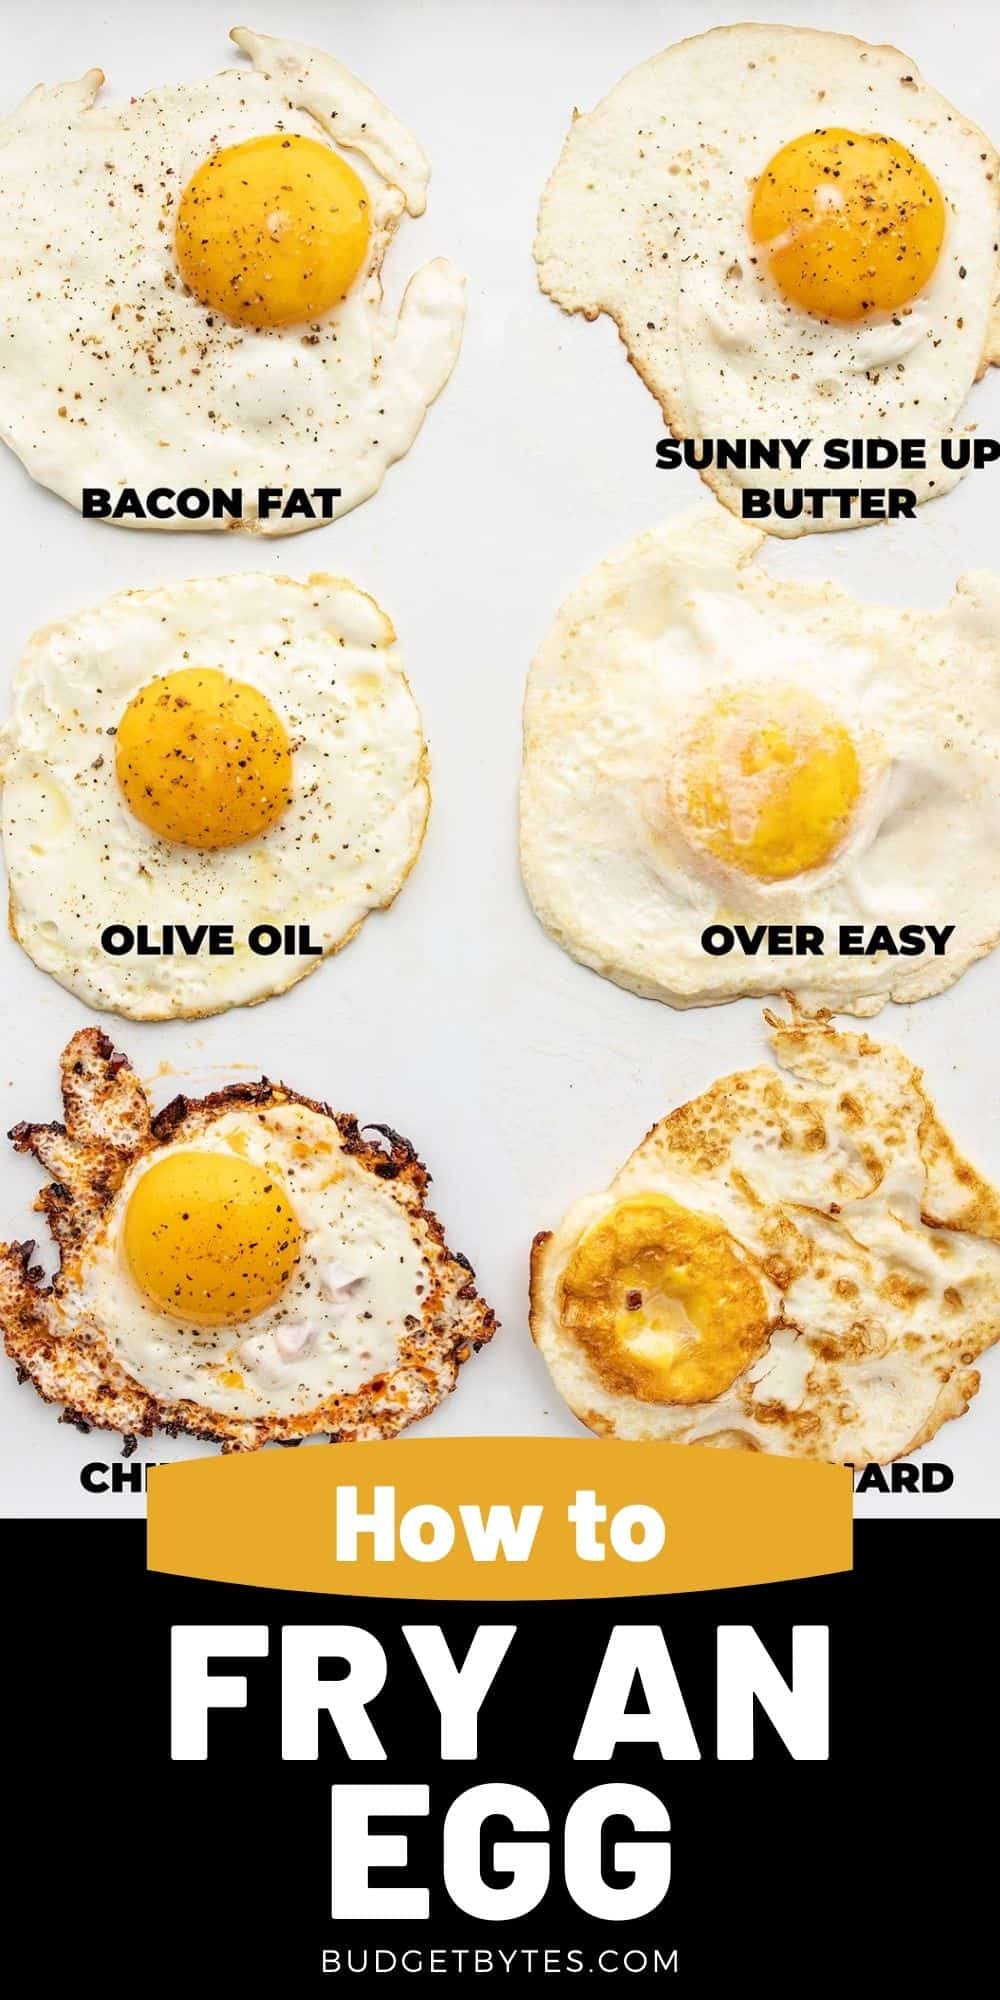 BACON FAT
SUNNY SIDE UP
BUTTER
OLIVE OIL
OVER EASY
How to
FRY AN
EGG
BUDGETBYTES.COM